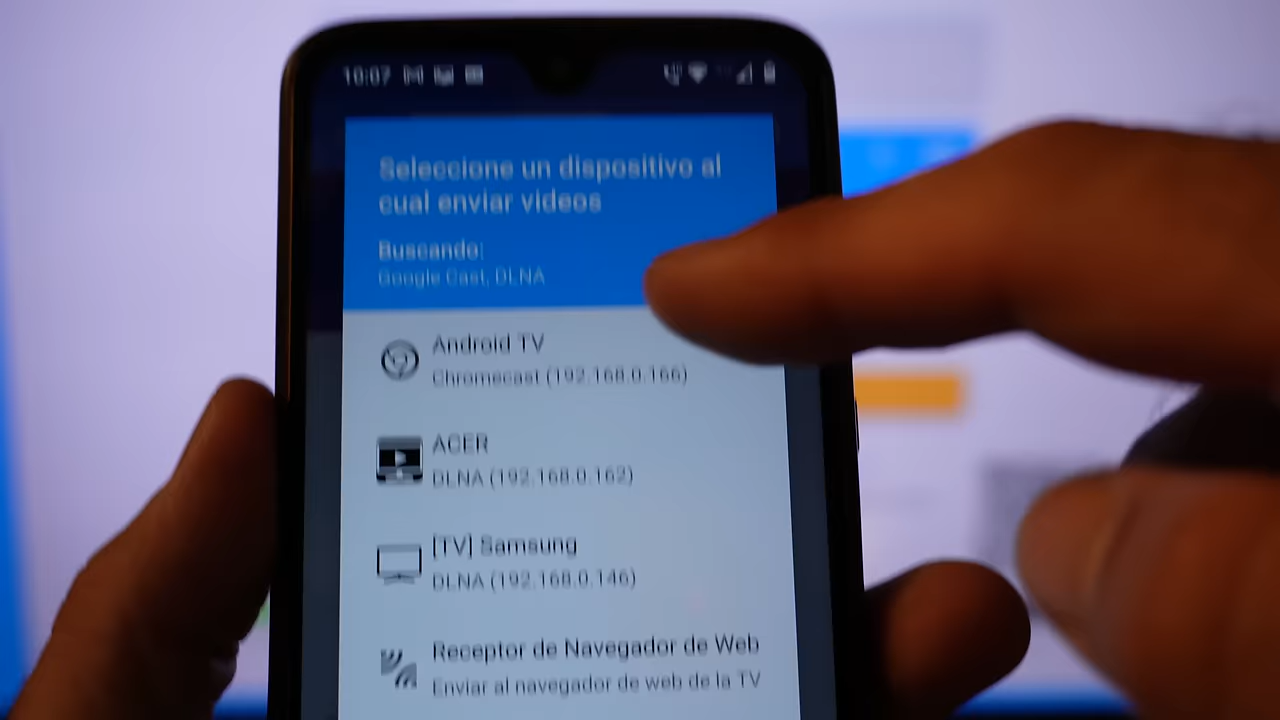 10:07
Seleccione un dispositivo al
cual enviar videos
Buscando:
Google Cast, DLNA
Android TV
Chromecast (192.168.0.166)
ACER
DLNA (192.168.0.162)
[TV] Samsung
DLNA (192.168.0.146)
Receptor de Navegador de Web
Enviar al navegador de web de la TV